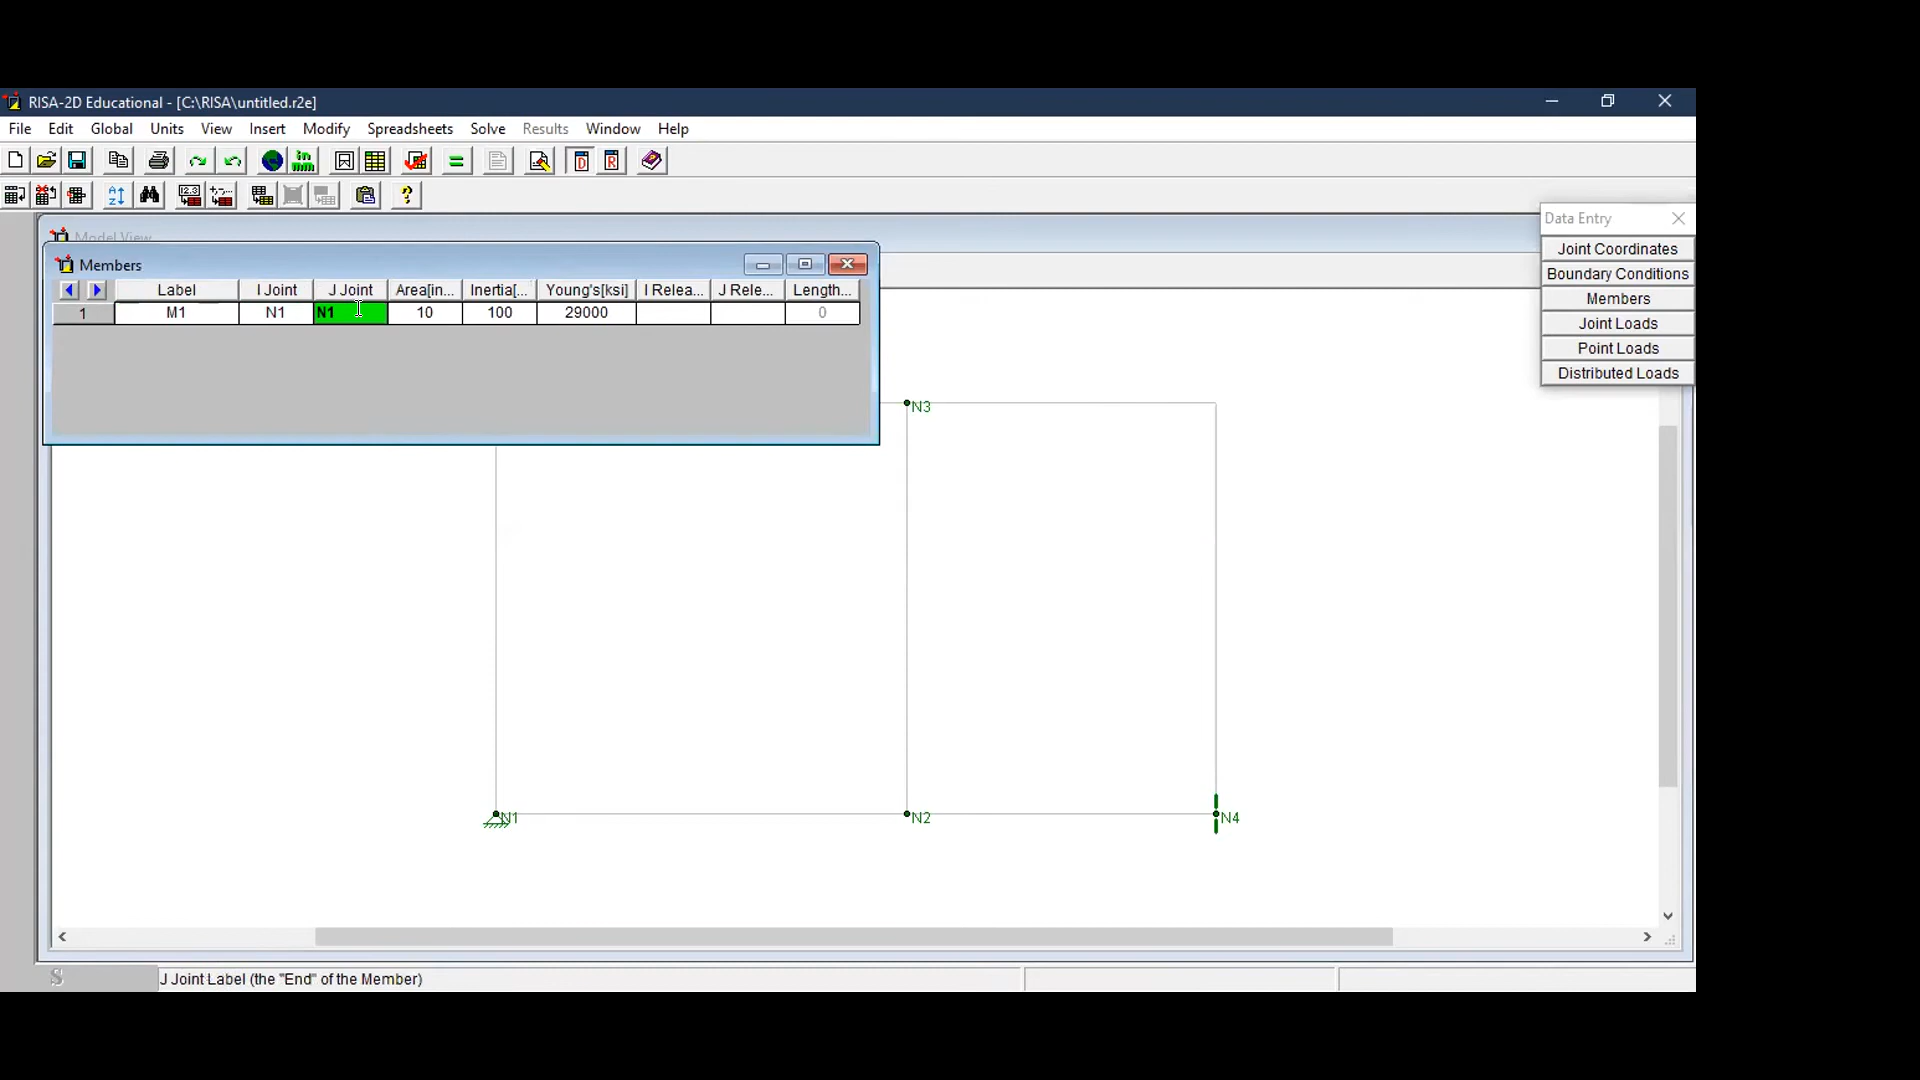 RISA-2D Educational - [C:\RISA\untitled.r2e]
File Edit Global Units View Insert Modify Spreadsheets Solve Results Window Help
Model View
Data Entry
Joint Coordinates
Boundary Conditions
Members
Joint Loads
Point Loads
Distributed Loads
Members
Label I Joint J Joint Area[in... Inertia[... Young's[ksi] I Relea... J Rele... Length...
1 M1 N1 N1 10 100 29000 0
N3
N1 N2 N4
S J Joint Label (the "End" of the Member)